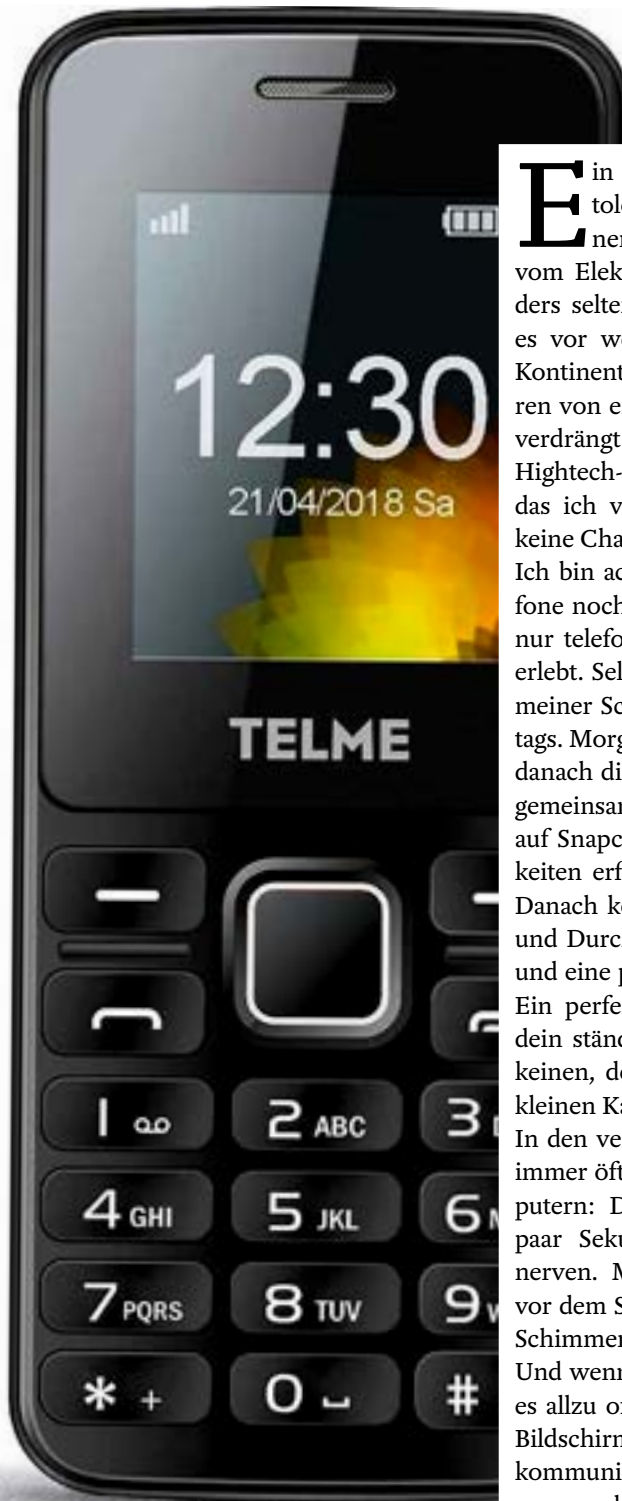 12:30
21/04/2018 Sa
TELME
1
2 ABC
3
4 GHI
5 JKL
6
7 PQRS
8 TUV
9
* +
0
#
Ein
vom Elek
ders selte
es vor we
Kontinent
ren von e
verdrängt
Hightech-
das ich v
keine Cha
Ich bin ac
fone noch
nur telefo
erlebt. Sel
meiner Sc
tags. Morg
danach di
gemeinsa
auf Snapc
keiten erf
Danach k
und Durc
und eine p
Ein perfe
dein stän
keinen, d
kleinen Ka
In den ve
immer öft
putern: D
paar Seku
nerven. M
vor dem S
Schimmer
Und wenn
es allzu o
Bildschirm
kommuni